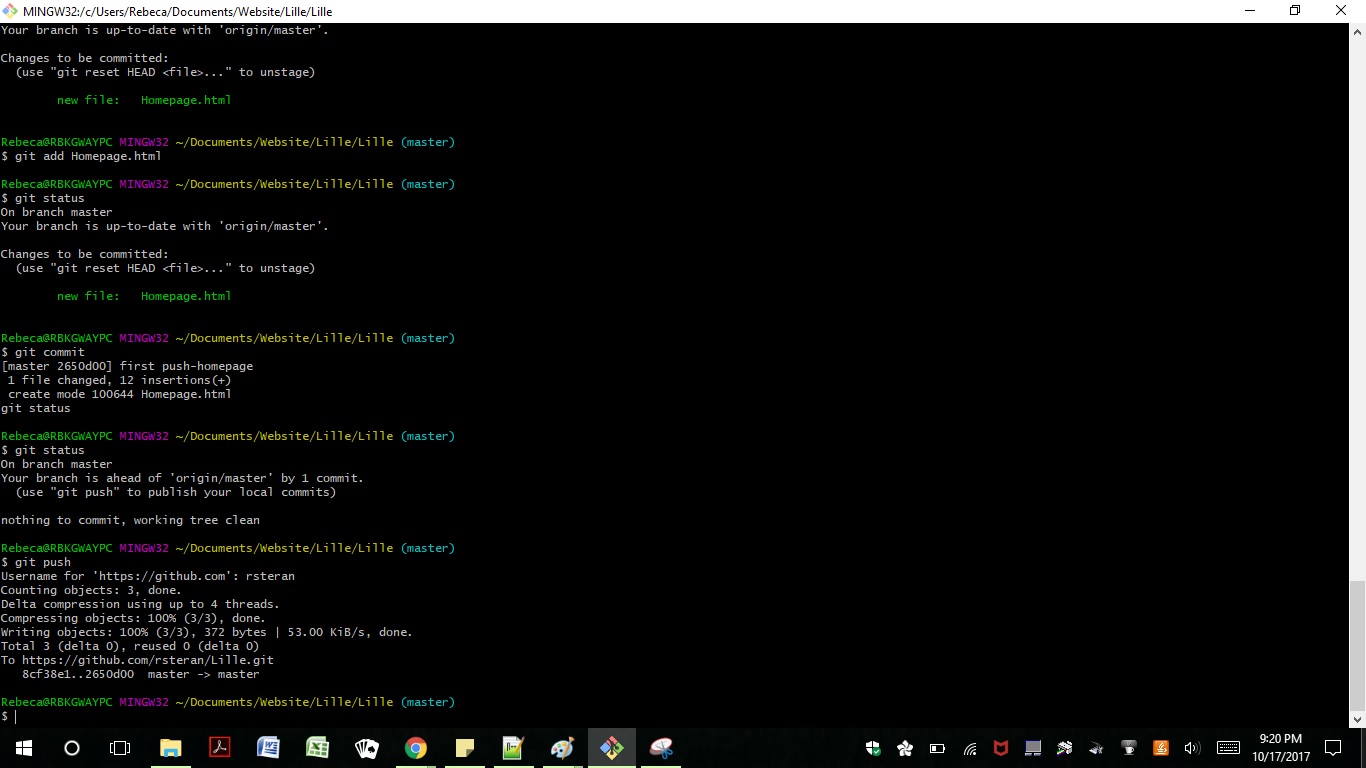 MINGW32:/c/Users/Rebeca/Documents/Website/Lille/Lille
Your branch is up-to-date with 'origin/master'.
Changes to be committed:
(use "git reset HEAD <file>..." to unstage)
new file:   Homepage.html
Rebeca@RBKGWAYPC MINGW32 ~/Documents/Website/Lille/Lille (master)
$ git add Homepage.html
Rebeca@RBKGWAYPC MINGW32 ~/Documents/Website/Lille/Lille (master)
$ git status
On branch master
Your branch is up-to-date with 'origin/master'.
Changes to be committed:
(use "git reset HEAD <file>..." to unstage)
new file:   Homepage.html
Rebeca@RBKGWAYPC MINGW32 ~/Documents/Website/Lille/Lille (master)
$ git commit
[master 2650d00] first push-homepage
1 file changed, 12 insertions(+)
create mode 100644 Homepage.html
git status
Rebeca@RBKGWAYPC MINGW32 ~/Documents/Website/Lille/Lille (master)
$ git status
On branch master
Your branch is ahead of 'origin/master' by 1 commit.
(use "git push" to publish your local commits)
nothing to commit, working tree clean
Rebeca@RBKGWAYPC MINGW32 ~/Documents/Website/Lille/Lille (master)
$ git push
Username for 'https://github.com': rsteran
Counting objects: 3, done.
Delta compression using up to 4 threads.
Compressing objects: 100% (3/3), done.
Writing objects: 100% (3/3), 372 bytes | 53.00 KiB/s, done.
Total 3 (delta 0), reused 0 (delta 0)
To https://github.com/rsteran/Lille.git
8cf38e1..2650d00  master -> master
Rebeca@RBKGWAYPC MINGW32 ~/Documents/Website/Lille/Lille (master)
$
9:20 PM
10/17/2017